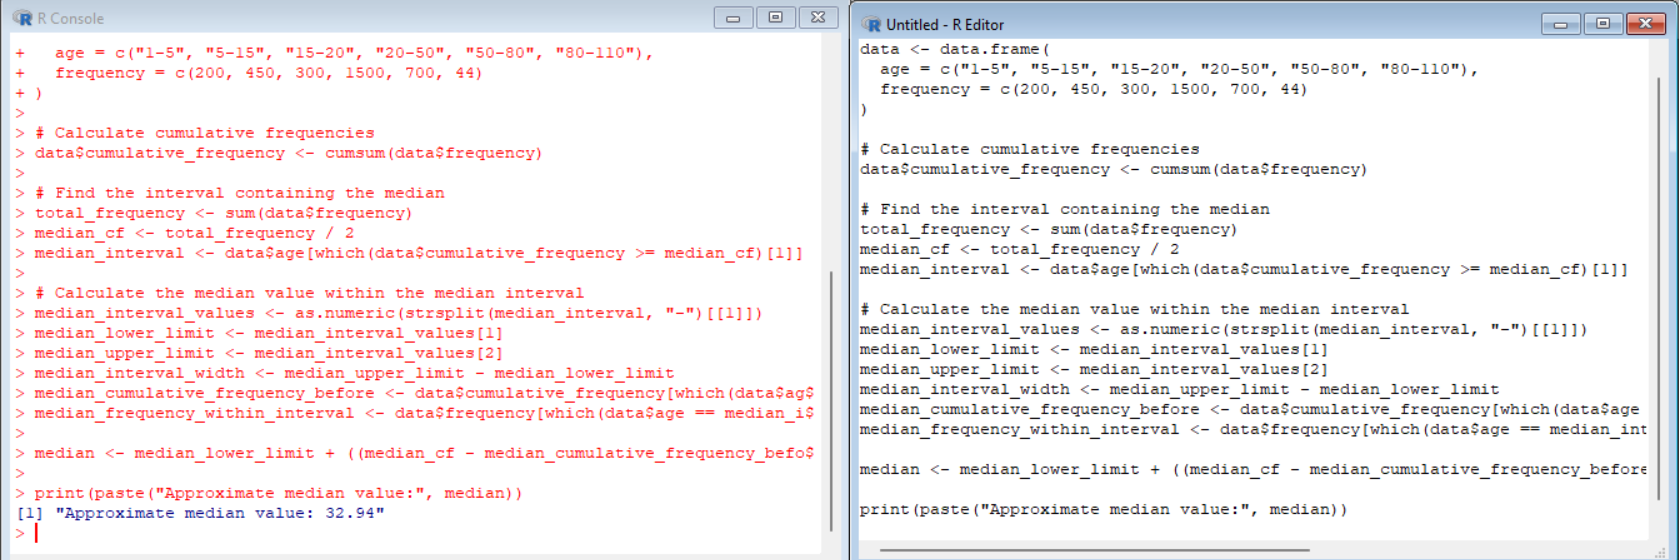 R Console
+   age = c("1-5", "5-15", "15-20", "20-50", "50-80", "80-110"),
+   frequency = c(200, 450, 300, 1500, 700, 44)
+ )
>
> # Calculate cumulative frequencies
> data$cumulative_frequency <- cumsum(data$frequency)
>
> # Find the interval containing the median
> total_frequency <- sum(data$frequency)
> median_cf <- total_frequency / 2
> median_interval <- data$age[which(data$cumulative_frequency >= median_cf)[1]]
>
> # Calculate the median value within the median interval
> median_interval_values <- as.numeric(strsplit(median_interval, "-")[[1]])
> median_lower_limit <- median_interval_values[1]
> median_upper_limit <- median_interval_values[2]
> median_interval_width <- median_upper_limit - median_lower_limit
> median_cumulative_frequency_before <- data$cumulative_frequency[which(data$ag$
> median_frequency_within_interval <- data$frequency[which(data$age == median_i$
>
> median <- median_lower_limit + ((median_cf - median_cumulative_frequency_befo$
>
> print(paste("Approximate median value:", median))
[1] "Approximate median value: 32.94"
>
Untitled - R Editor
data <- data.frame(
  age = c("1-5", "5-15", "15-20", "20-50", "50-80", "80-110"),
  frequency = c(200, 450, 300, 1500, 700, 44)
)
# Calculate cumulative frequencies
data$cumulative_frequency <- cumsum(data$frequency)
# Find the interval containing the median
total_frequency <- sum(data$frequency)
median_cf <- total_frequency / 2
median_interval <- data$age[which(data$cumulative_frequency >= median_cf)[1]]
# Calculate the median value within the median interval
median_interval_values <- as.numeric(strsplit(median_interval, "-")[[1]])
median_lower_limit <- median_interval_values[1]
median_upper_limit <- median_interval_values[2]
median_interval_width <- median_upper_limit - median_lower_limit
median_cumulative_frequency_before <- data$cumulative_frequency[which(data$age
median_frequency_within_interval <- data$frequency[which(data$age == median_int
median <- median_lower_limit + ((median_cf - median_cumulative_frequency_before
print(paste("Approximate median value:", median))